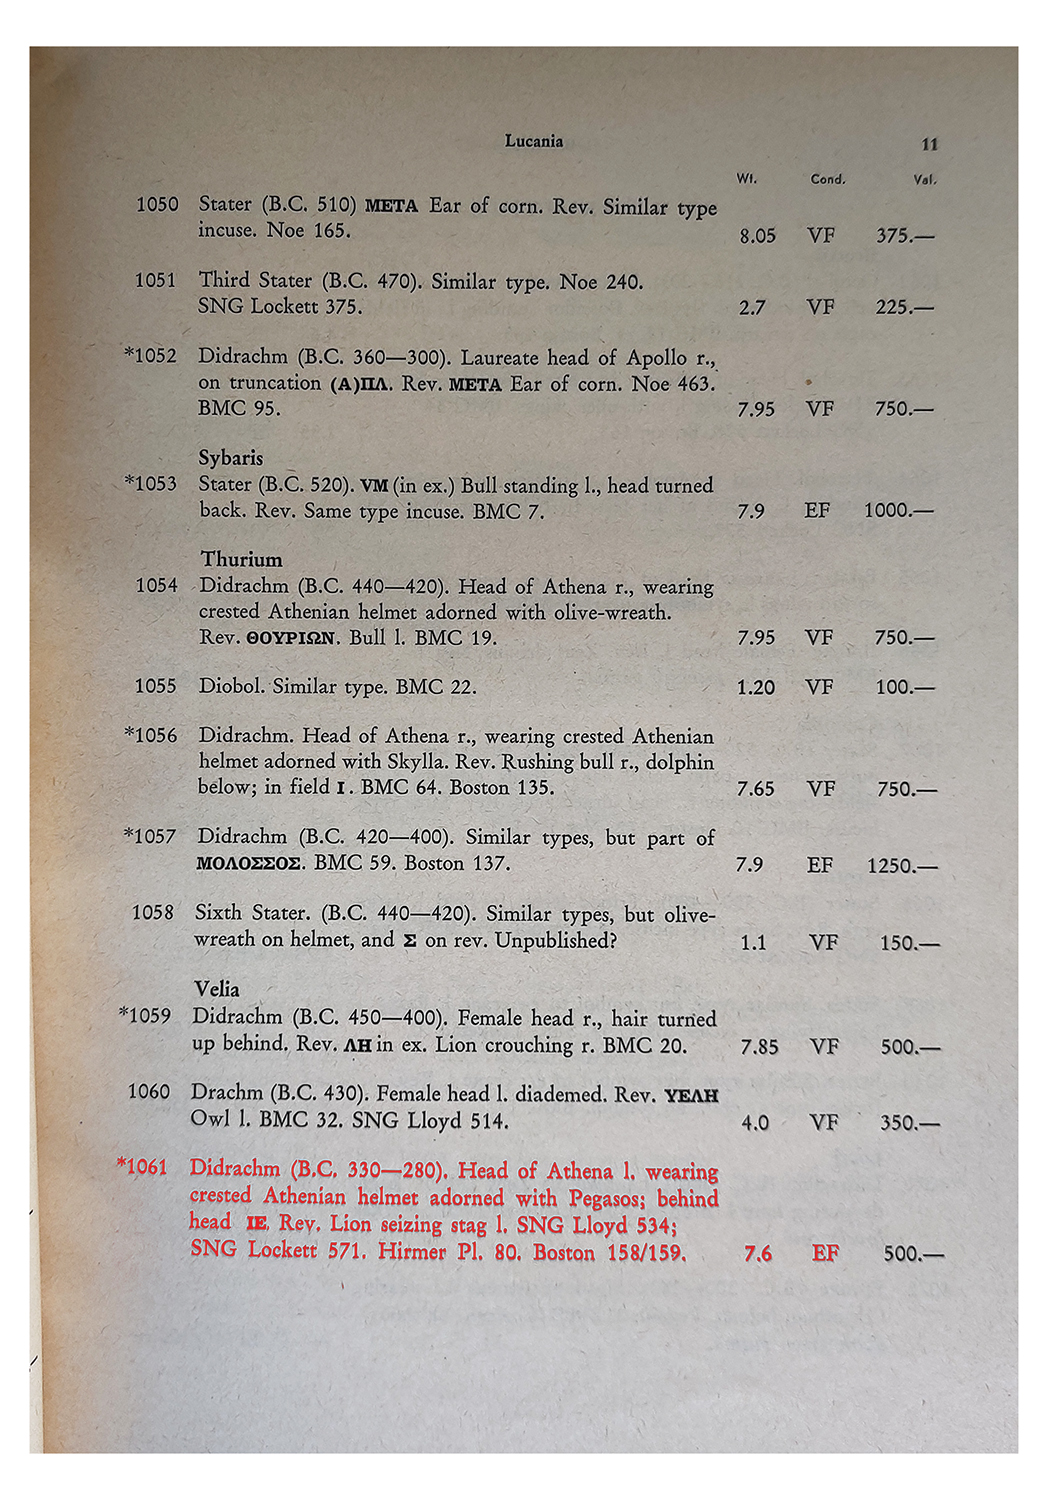 Lucania 11
Wt. Cond. Val.
1050 Stater (B.C. 510) META Ear of corn. Rev. Similar type
incuse. Noe 165. 8.05 VF 375.—
1051 Third Stater (B.C. 470). Similar type. Noe 240.
SNG Lockett 375. 2.7 VF 225.—
*1052 Didrachm (B.C. 360—300). Laureate head of Apollo r.,
on truncation (Α)ΠΛ. Rev. META Ear of corn. Noe 463.
BMC 95. 7.95 VF 750.—
Sybaris
*1053 Stater (B.C. 520). VM (in ex.) Bull standing l., head turned
back. Rev. Same type incuse. BMC 7. 7.9 EF 1000.—
Thurium
1054 Didrachm (B.C. 440—420). Head of Athena r., wearing
crested Athenian helmet adorned with olive-wreath.
Rev. ΘΟΥΡΙΩΝ. Bull l. BMC 19. 7.95 VF 750.—
1055 Diobol. Similar type. BMC 22. 1.20 VF 100.—
*1056 Didrachm. Head of Athena r., wearing crested Athenian
helmet adorned with Skylla. Rev. Rushing bull r., dolphin
below; in field I. BMC 64. Boston 135. 7.65 VF 750.—
*1057 Didrachm (B.C. 420—400). Similar types, but part of
ΜΟΛΟΣΣΟΣ. BMC 59. Boston 137. 7.9 EF 1250.—
1058 Sixth Stater. (B.C. 440—420). Similar types, but olive-
wreath on helmet, and Σ on rev. Unpublished? 1.1 VF 150.—
Velia
*1059 Didrachm (B.C. 450—400). Female head r., hair turned
up behind. Rev. ΛΗ in ex. Lion crouching r. BMC 20. 7.85 VF 500.—
1060 Drachm (B.C. 430). Female head l. diademed. Rev. ΥΕΛΗ
Owl l. BMC 32. SNG Lloyd 514. 4.0 VF 350.—
*1061 Didrachm (B.C. 330—280). Head of Athena l. wearing
crested Athenian helmet adorned with Pegasos; behind
head IE. Rev. Lion seizing stag l. SNG Lloyd 534;
SNG Lockett 571. Hirmer Pl. 80. Boston 158/159. 7.6 EF 500.—